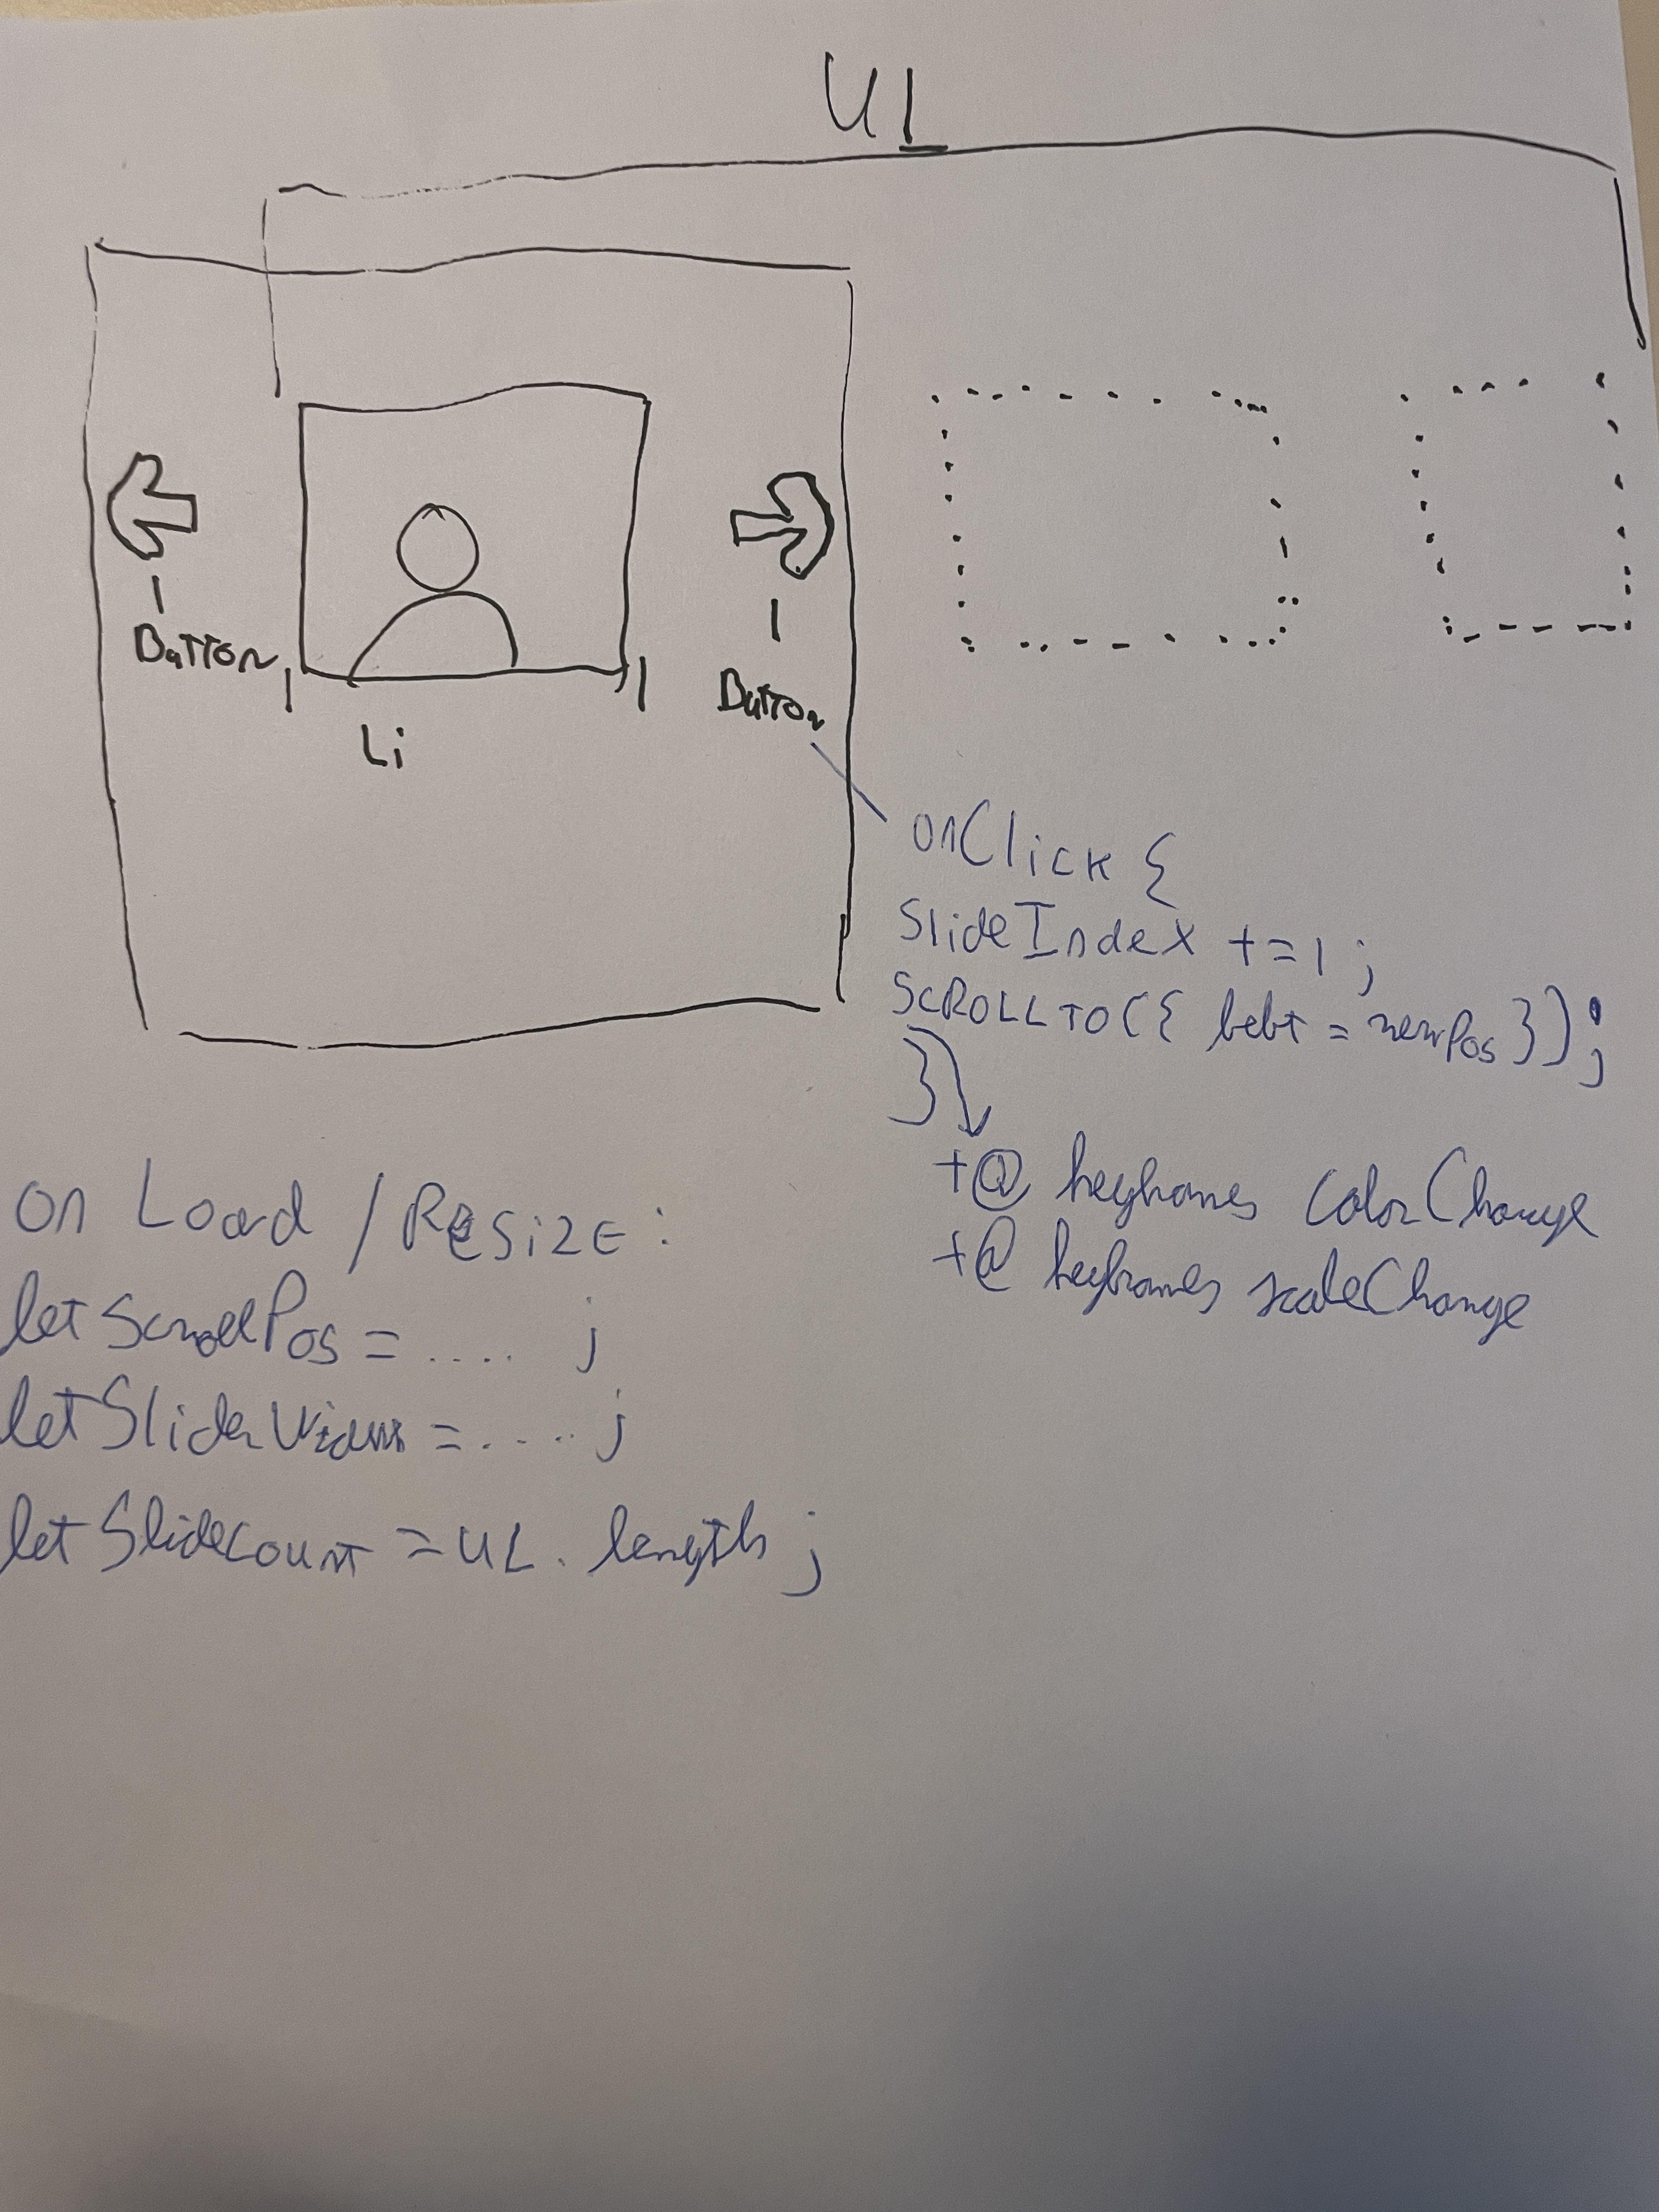 UL
Button
Button
Li
onClick {
SlideIndex +=1 ;
SCROLLTO({ left = newPos });
}
+@ keyframes colorChange
+@ keyframes scaleChange
on Load / Resize :
let ScrollPos = .... ;
let Slider = .... ;
let Slidecount = UL. length ;